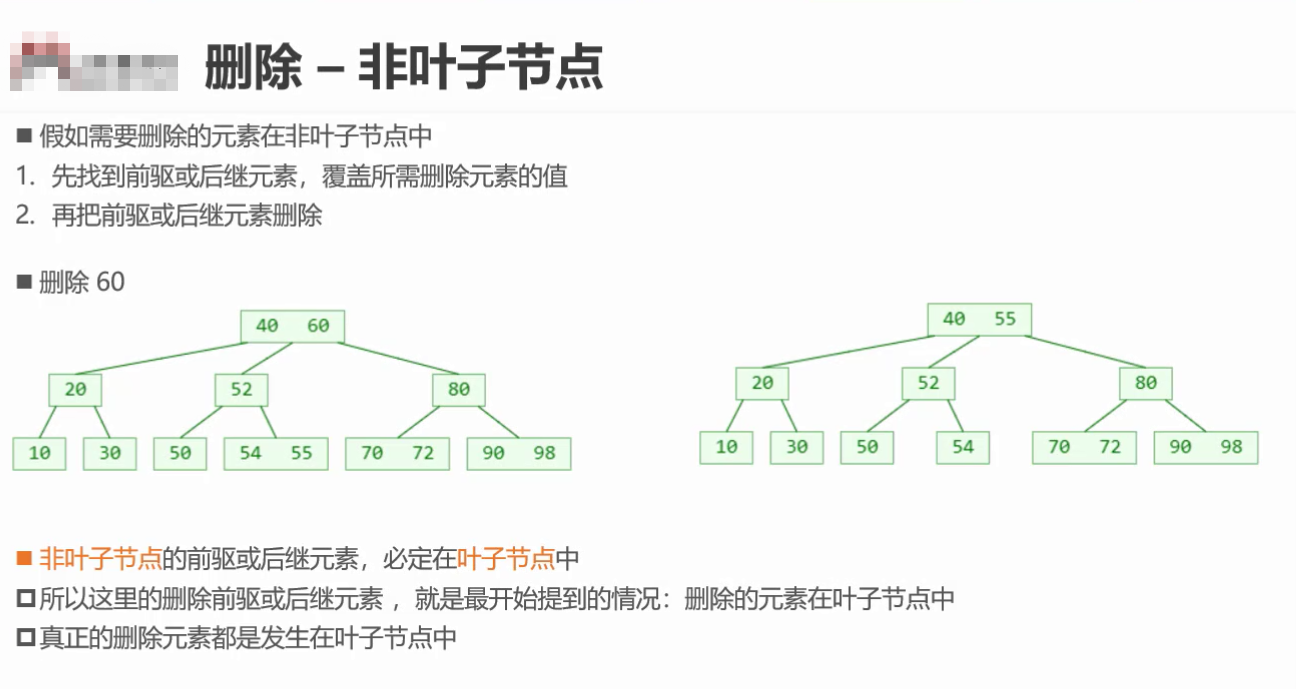 删除 – 非叶子节点
■ 假如需要删除的元素在非叶子节点中
1. 先找到前驱或后继元素，覆盖所需删除元素的值
2. 再把前驱或后继元素删除
■ 删除 60
40 60
20 52 80
10 30 50 54 55 70 72 90 98
40 55
20 52 80
10 30 50 54 70 72 90 98
■ 非叶子节点的前驱或后继元素，必定在叶子节点中
所以这里的删除前驱或后继元素 ，就是最开始提到的情况：删除的元素在叶子节点中
真正的删除元素都是发生在叶子节点中